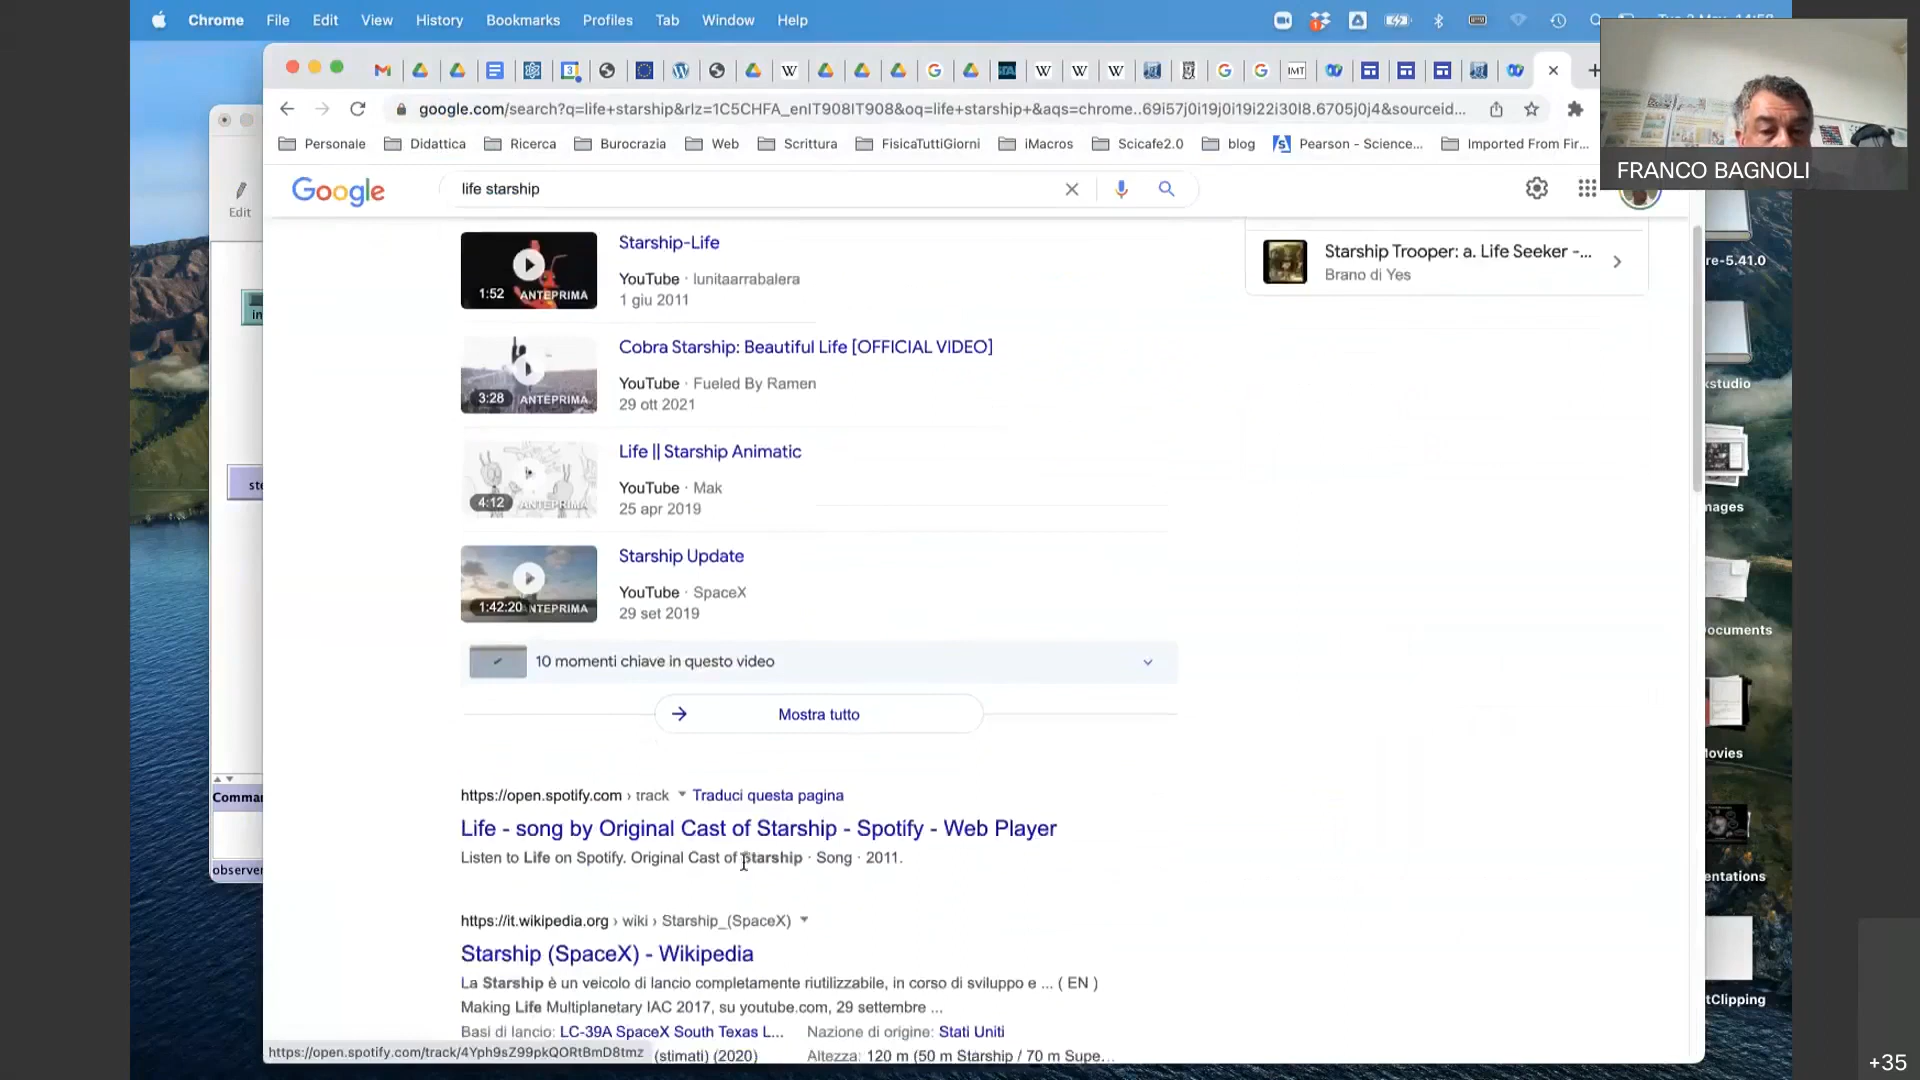 Chrome File Edit View History Bookmarks Profiles Tab Window Help
google.com/search?q=life+starship&rlz=1C5CHFA_enIT908IT908&oq=life+starship+&aqs=chrome..69i57j0i19j0i19i22i30l8.6705j0j4&sourceid...
Personale Didattica Ricerca Burocrazia Web Scrittura FisicaTuttiGiorni iMacros Scicafe2.0 blog Pearson - Science... Imported From Fir...
FRANCO BAGNOLI
Google
life starship
Edit
Starship-Life
YouTube · lunitaarrabalera
1 giu 2011
1:52 ANTEPRIMA
Starship Trooper: a. Life Seeker -...
Brano di Yes
re-5.41.0
in
Cobra Starship: Beautiful Life [OFFICIAL VIDEO]
YouTube · Fueled By Ramen
29 ott 2021
3:28 ANTEPRIMA
Life || Starship Animatic
YouTube · Mak
25 apr 2019
4:12 ANTEPRIMA
ste
Starship Update
YouTube · SpaceX
29 set 2019
1:42:20 NTEPRIMA
10 momenti chiave in questo video
Mostra tutto
https://open.spotify.com › track Traduci questa pagina
Life - song by Original Cast of Starship - Spotify - Web Player
Listen to Life on Spotify. Original Cast of Starship · Song · 2011.
Comma
observer
https://it.wikipedia.org › wiki › Starship_(SpaceX)
Starship (SpaceX) - Wikipedia
La Starship è un veicolo di lancio completamente riutilizzabile, in corso di sviluppo e ... ( EN )
Making Life Multiplanetary IAC 2017, su youtube.com, 29 settembre ...
Basi di lancio: LC-39A SpaceX South Texas L... Nazione di origine: Stati Uniti
(stimati) (2020) Altezza: 120 m (50 m Starship / 70 m Supe...
https://open.spotify.com/track/4Yph9sZ99pkQORtBmD8tmz
kstudio
mages
ocuments
lovies
entations
tClipping
+35